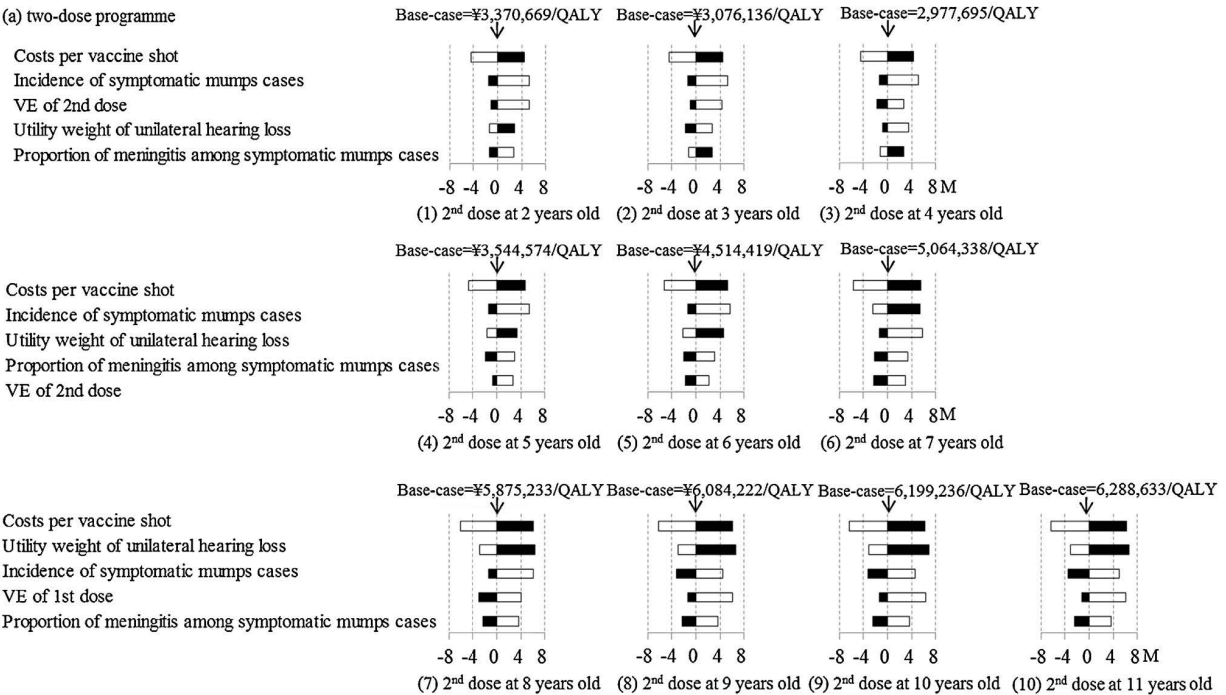 (a) two-dose programme
Base-case=¥3,370,669/QALY
Base-case=¥3,076,136/QALY
Base-case=2,977,695/QALY
Costs per vaccine shot
Incidence of symptomatic mumps cases
VE of 2nd dose
Utility weight of unilateral hearing loss
Proportion of meningitis among symptomatic mumps cases
-8 -4 0 4 8
-8 -4 0 4 8
-8 -4 0 4 8 M
(1) 2nd dose at 2 years old
(2) 2nd dose at 3 years old
(3) 2nd dose at 4 years old
Base-case=¥3,544,574/QALY
Base-case=¥4,514,419/QALY
Base-case=5,064,338/QALY
Costs per vaccine shot
Incidence of symptomatic mumps cases
Utility weight of unilateral hearing loss
Proportion of meningitis among symptomatic mumps cases
VE of 2nd dose
-8 -4 0 4 8
-8 -4 0 4 8
-8 -4 0 4 8 M
(4) 2nd dose at 5 years old
(5) 2nd dose at 6 years old
(6) 2nd dose at 7 years old
Base-case=¥5,875,233/QALY
Base-case=¥6,084,222/QALY
Base-case=6,199,236/QALY
Base-case=6,288,633/QALY
Costs per vaccine shot
Utility weight of unilateral hearing loss
Incidence of symptomatic mumps cases
VE of 1st dose
Proportion of meningitis among symptomatic mumps cases
-8 -4 0 4 8
-8 -4 0 4 8
-8 -4 0 4 8
-8 -4 0 4 8 M
(7) 2nd dose at 8 years old
(8) 2nd dose at 9 years old
(9) 2nd dose at 10 years old
(10) 2nd dose at 11 years old